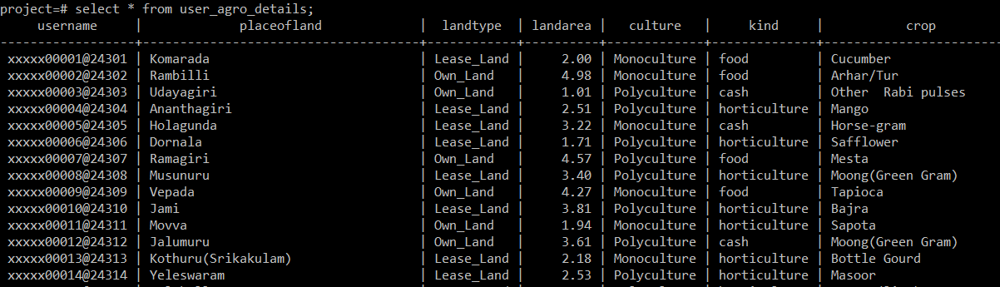 project=# select * from user_agro_details;
username | placeofland | landtype | landarea | culture | kind | crop
xxxxx00001@24301 | Komarada | Lease_Land | 2.00 | Monoculture | food | Cucumber
xxxxx00002@24302 | Rambilli | Own_Land | 4.98 | Monoculture | food | Arhar/Tur
xxxxx00003@24303 | Udayagiri | Own_Land | 1.01 | Polyculture | cash | Other  Rabi pulses
xxxxx00004@24304 | Ananthagiri | Lease_Land | 2.51 | Polyculture | horticulture | Mango
xxxxx00005@24305 | Holagunda | Lease_Land | 3.22 | Monoculture | cash | Horse-gram
xxxxx00006@24306 | Dornala | Lease_Land | 1.71 | Polyculture | horticulture | Safflower
xxxxx00007@24307 | Ramagiri | Own_Land | 4.57 | Polyculture | food | Mesta
xxxxx00008@24308 | Musunuru | Lease_Land | 3.40 | Polyculture | horticulture | Moong(Green Gram)
xxxxx00009@24309 | Vepada | Own_Land | 4.27 | Monoculture | food | Tapioca
xxxxx00010@24310 | Jami | Lease_Land | 3.81 | Polyculture | horticulture | Bajra
xxxxx00011@24311 | Movva | Own_Land | 1.94 | Monoculture | horticulture | Sapota
xxxxx00012@24312 | Jalumuru | Own_Land | 3.61 | Polyculture | cash | Moong(Green Gram)
xxxxx00013@24313 | Kothuru(Srikakulam) | Lease_Land | 2.18 | Monoculture | horticulture | Bottle Gourd
xxxxx00014@24314 | Yeleswaram | Lease_Land | 2.53 | Polyculture | horticulture | Masoor